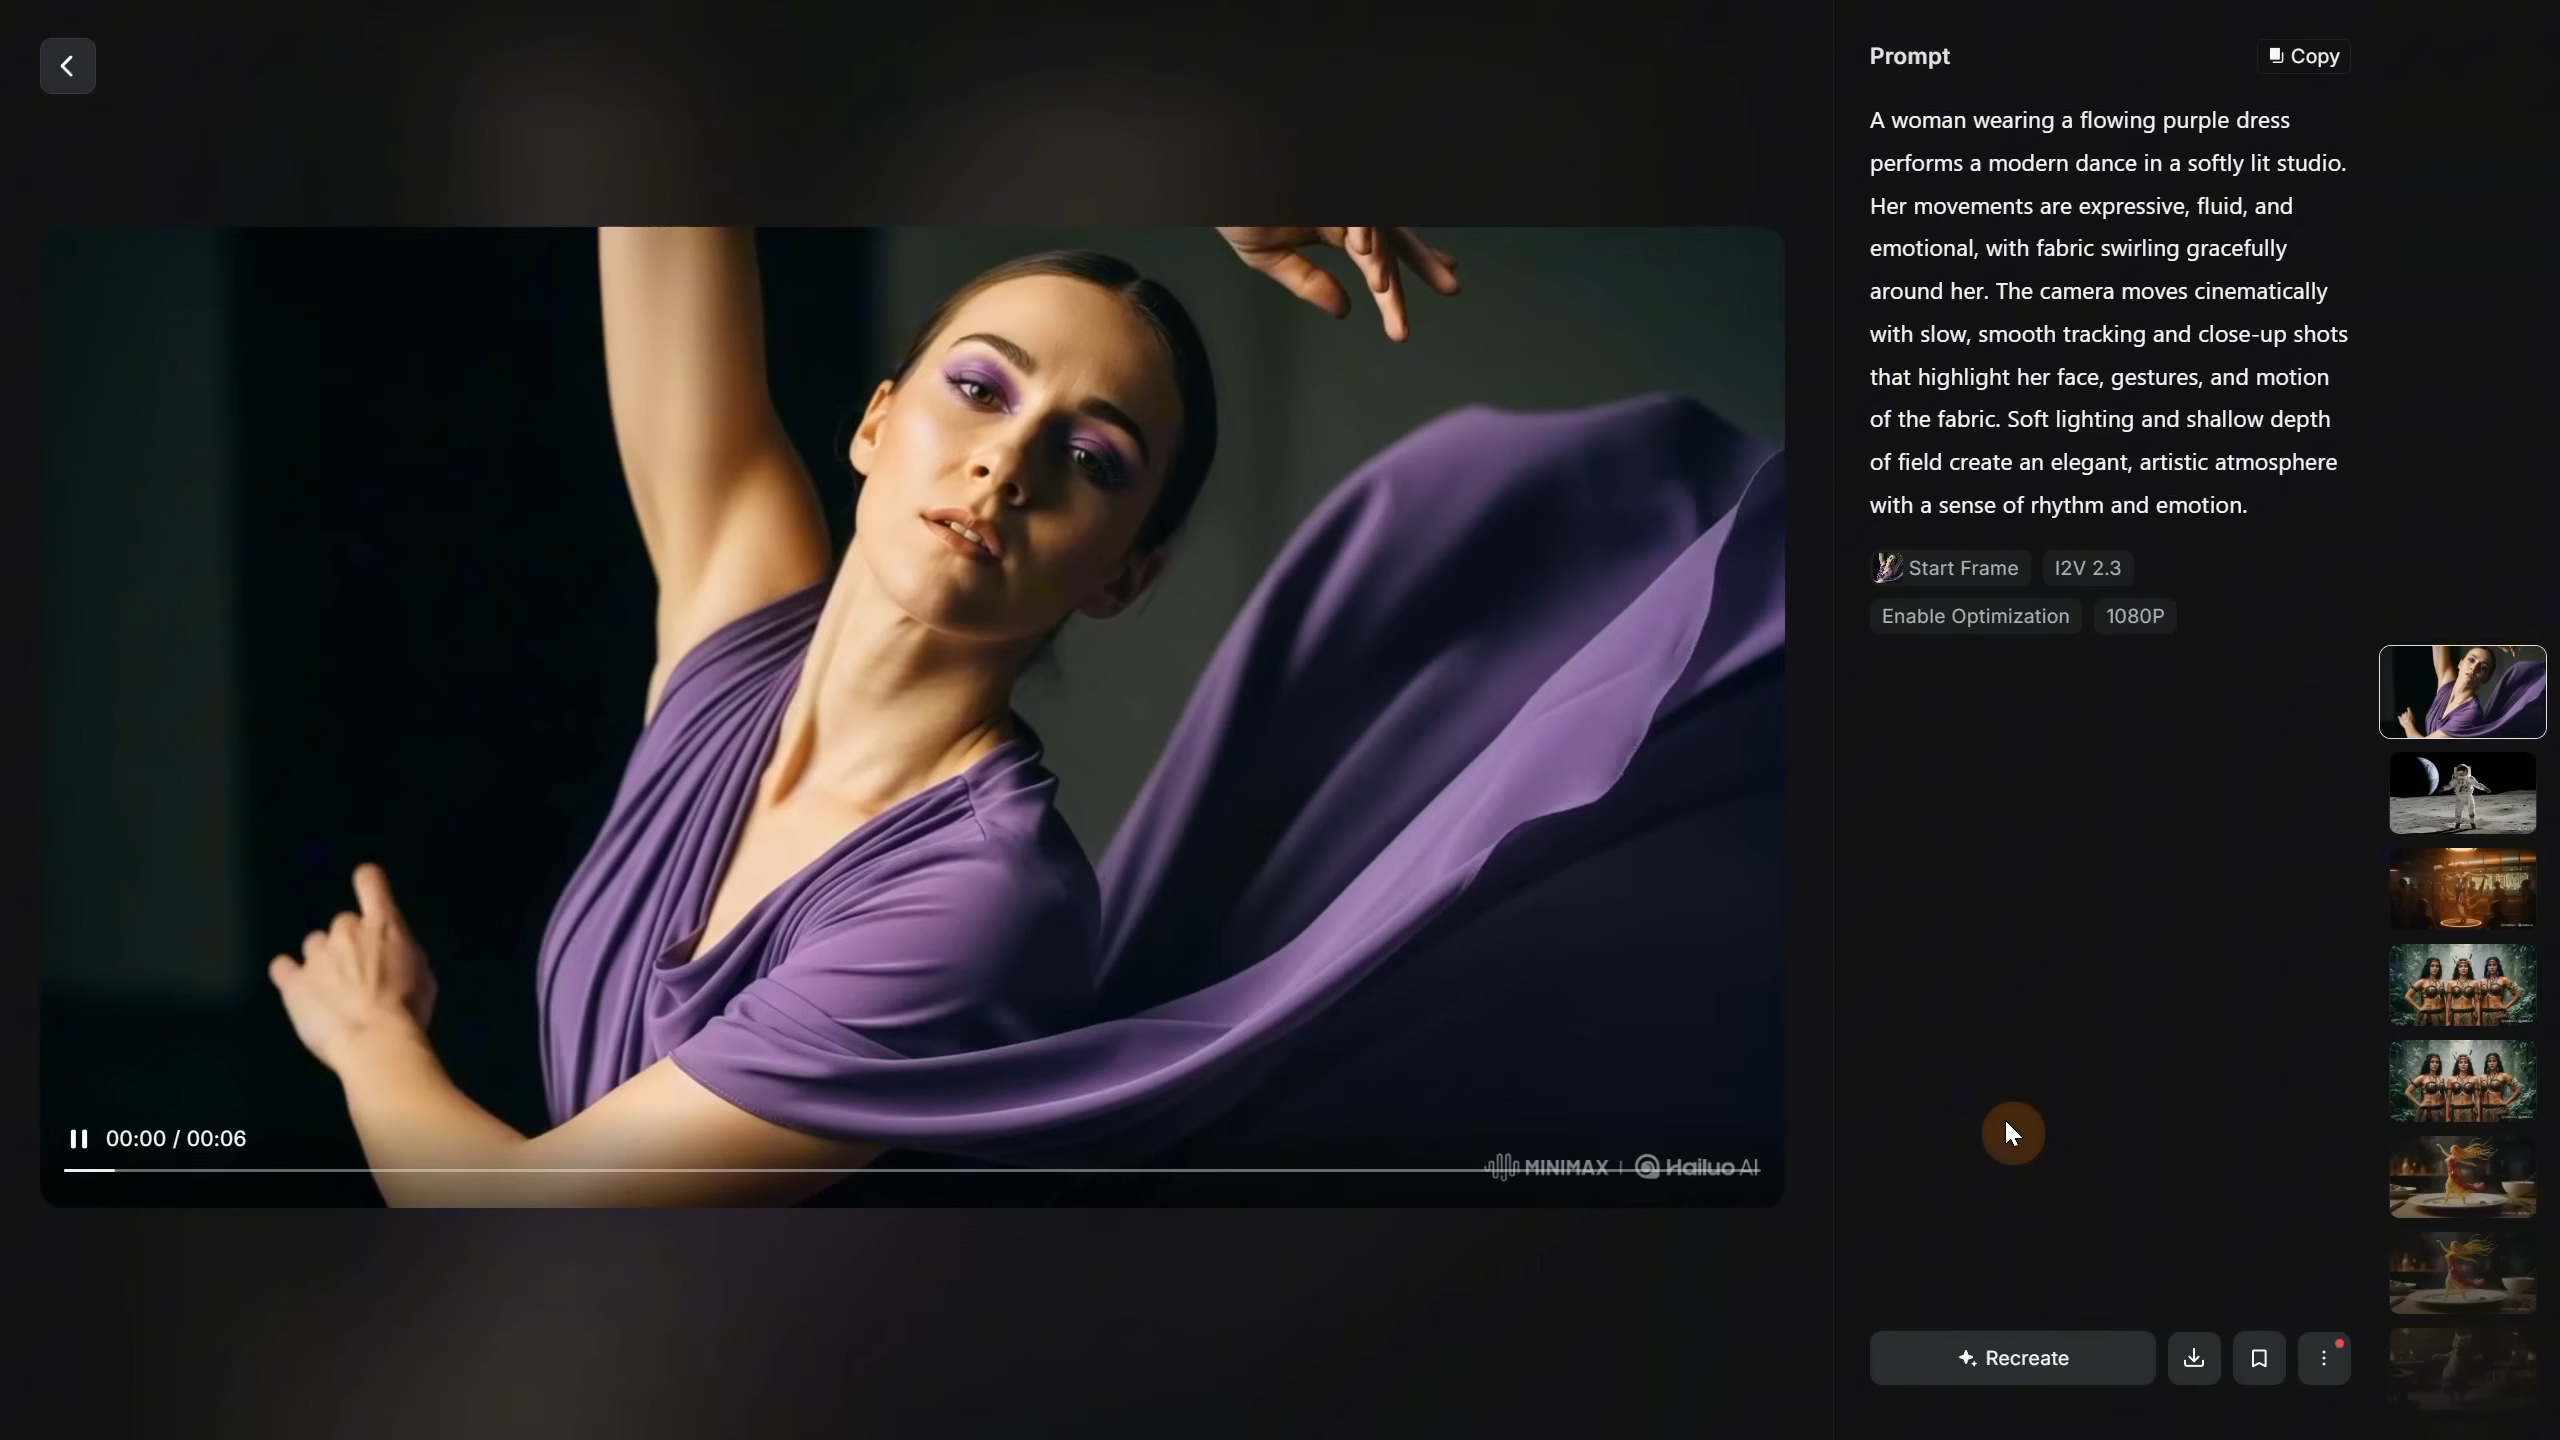 Prompt
Copy
A woman wearing a flowing purple dress
performs a modern dance in a softly lit studio.
Her movements are expressive, fluid, and
emotional, with fabric swirling gracefully
around her. The camera moves cinematically
with slow, smooth tracking and close-up shots
that highlight her face, gestures, and motion
of the fabric. Soft lighting and shallow depth
of field create an elegant, artistic atmosphere
with a sense of rhythm and emotion.
Start Frame
I2V 2.3
Enable Optimization
1080P
00:00 / 00:06
MINIMAX | Hailuo AI
Recreate